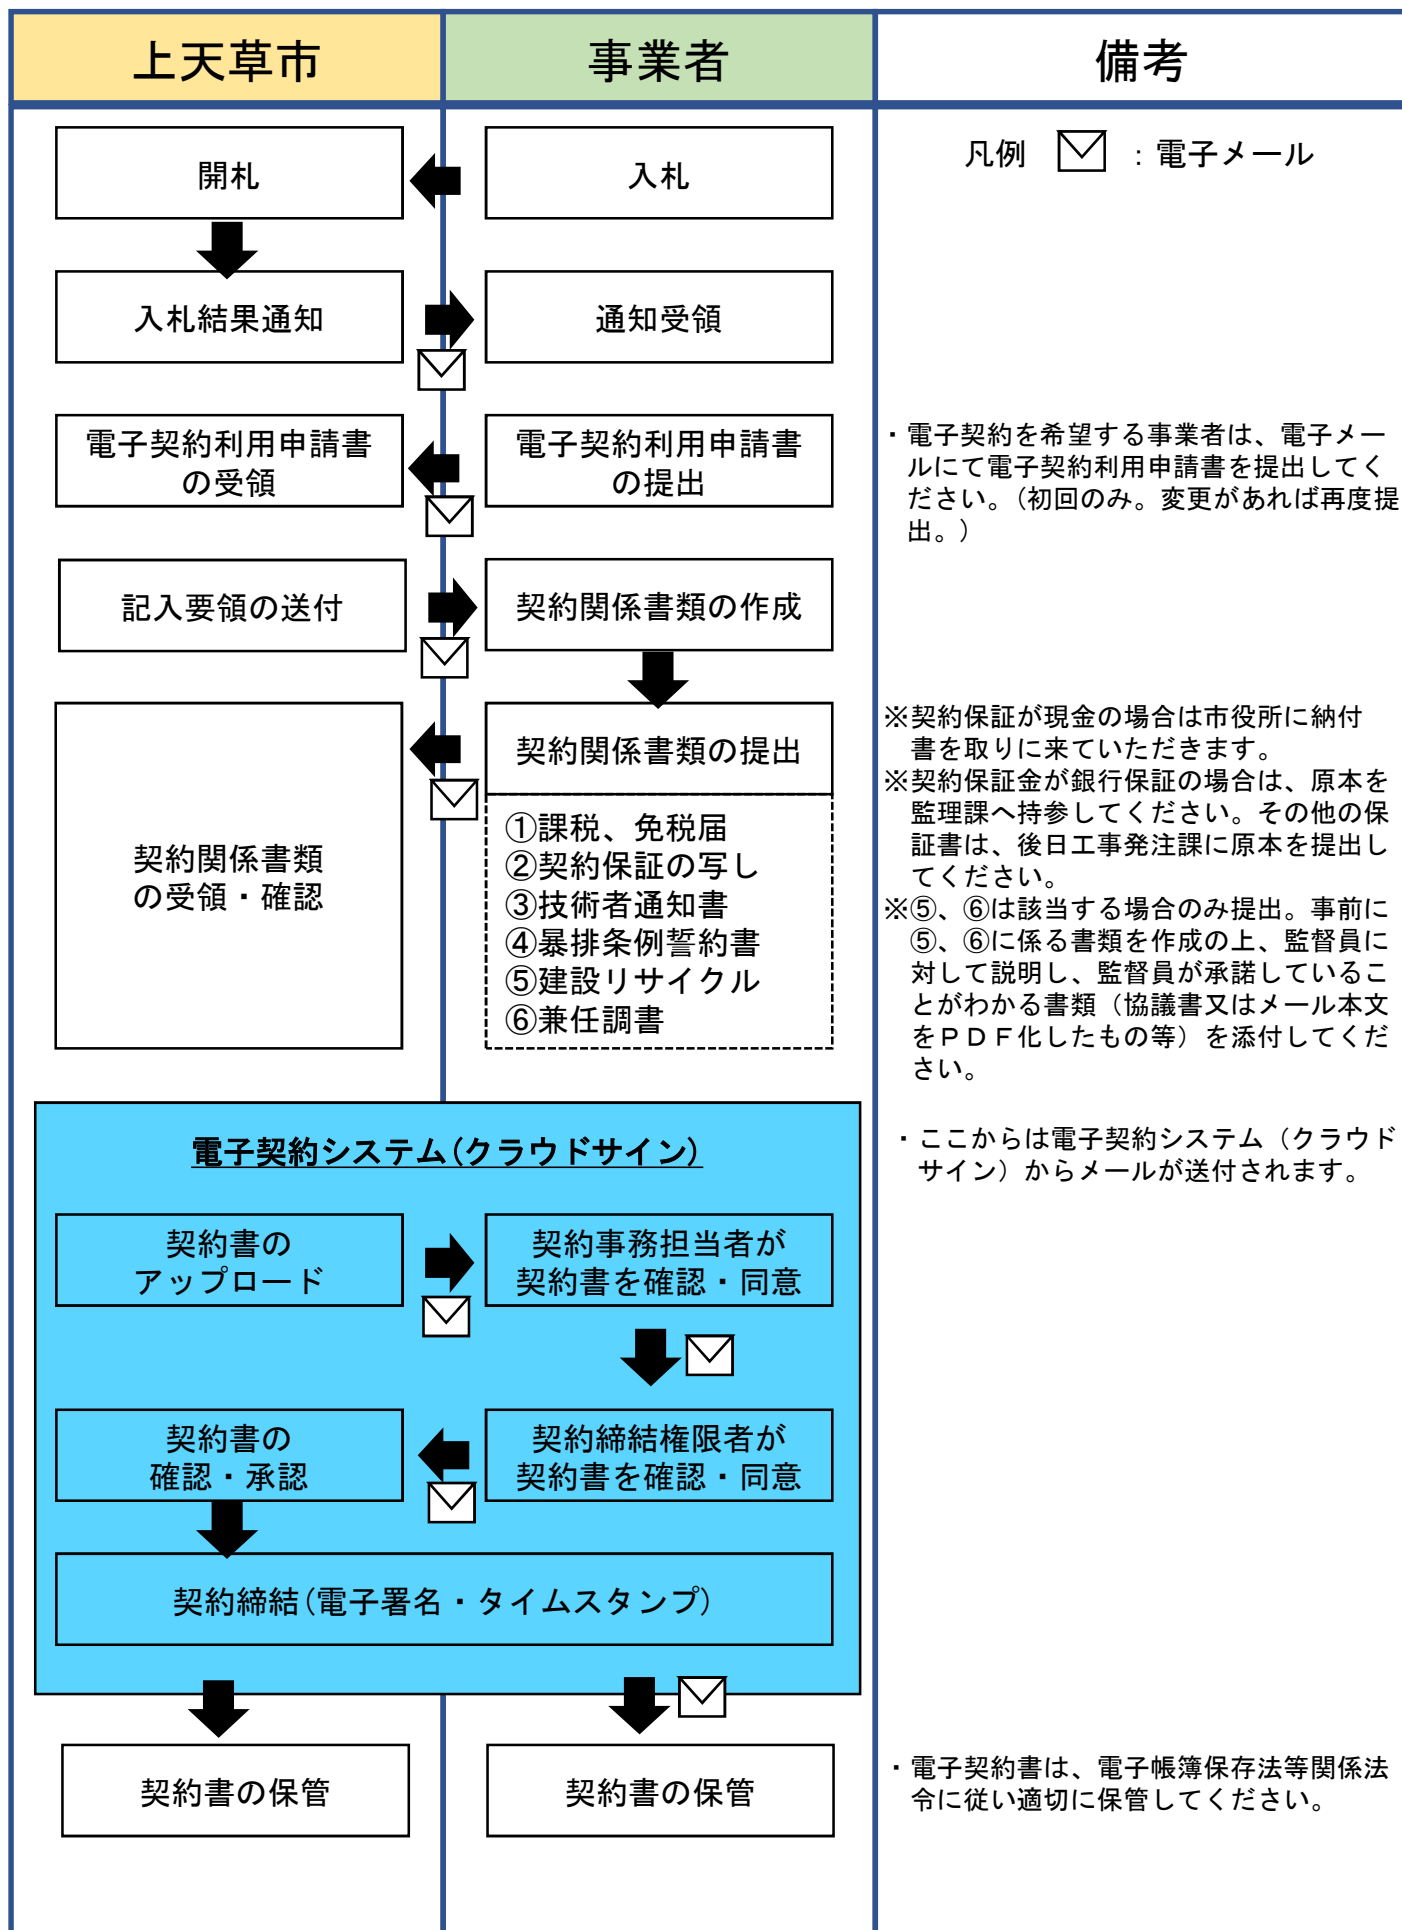 上天草市
事業者
備考
開札
入札
凡例 ：電子メール
入札結果通知
通知受領
電子契約利用申請書
の受領
電子契約利用申請書
の提出
・電子契約を希望する事業者は、電子メー
ルにて電子契約利用申請書を提出してく
ださい。（初回のみ。変更があれば再度提
出。）
記入要領の送付
契約関係書類の作成
契約関係書類
の受領・確認
契約関係書類の提出
①課税、免税届
②契約保証の写し
③技術者通知書
④暴排条例誓約書
⑤建設リサイクル
⑥兼任調書
※契約保証が現金の場合は市役所に納付
書を取りに来ていただきます。
※契約保証金が銀行保証の場合は、原本を
監理課へ持参してください。その他の保
証書は、後日工事発注課に原本を提出し
てください。
※⑤、⑥は該当する場合のみ提出。事前に
⑤、⑥に係る書類を作成の上、監督員に
対して説明し、監督員が承諾しているこ
とがわかる書類（協議書又はメール本文
をＰＤＦ化したもの等）を添付してくだ
さい。
電子契約システム(クラウドサイン)
・ここからは電子契約システム（クラウド
サイン）からメールが送付されます。
契約書の
アップロード
契約事務担当者が
契約書を確認・同意
契約書の
確認・承認
契約締結権限者が
契約書を確認・同意
契約締結(電子署名・タイムスタンプ)
契約書の保管
契約書の保管
・電子契約書は、電子帳簿保存法等関係法
令に従い適切に保管してください。